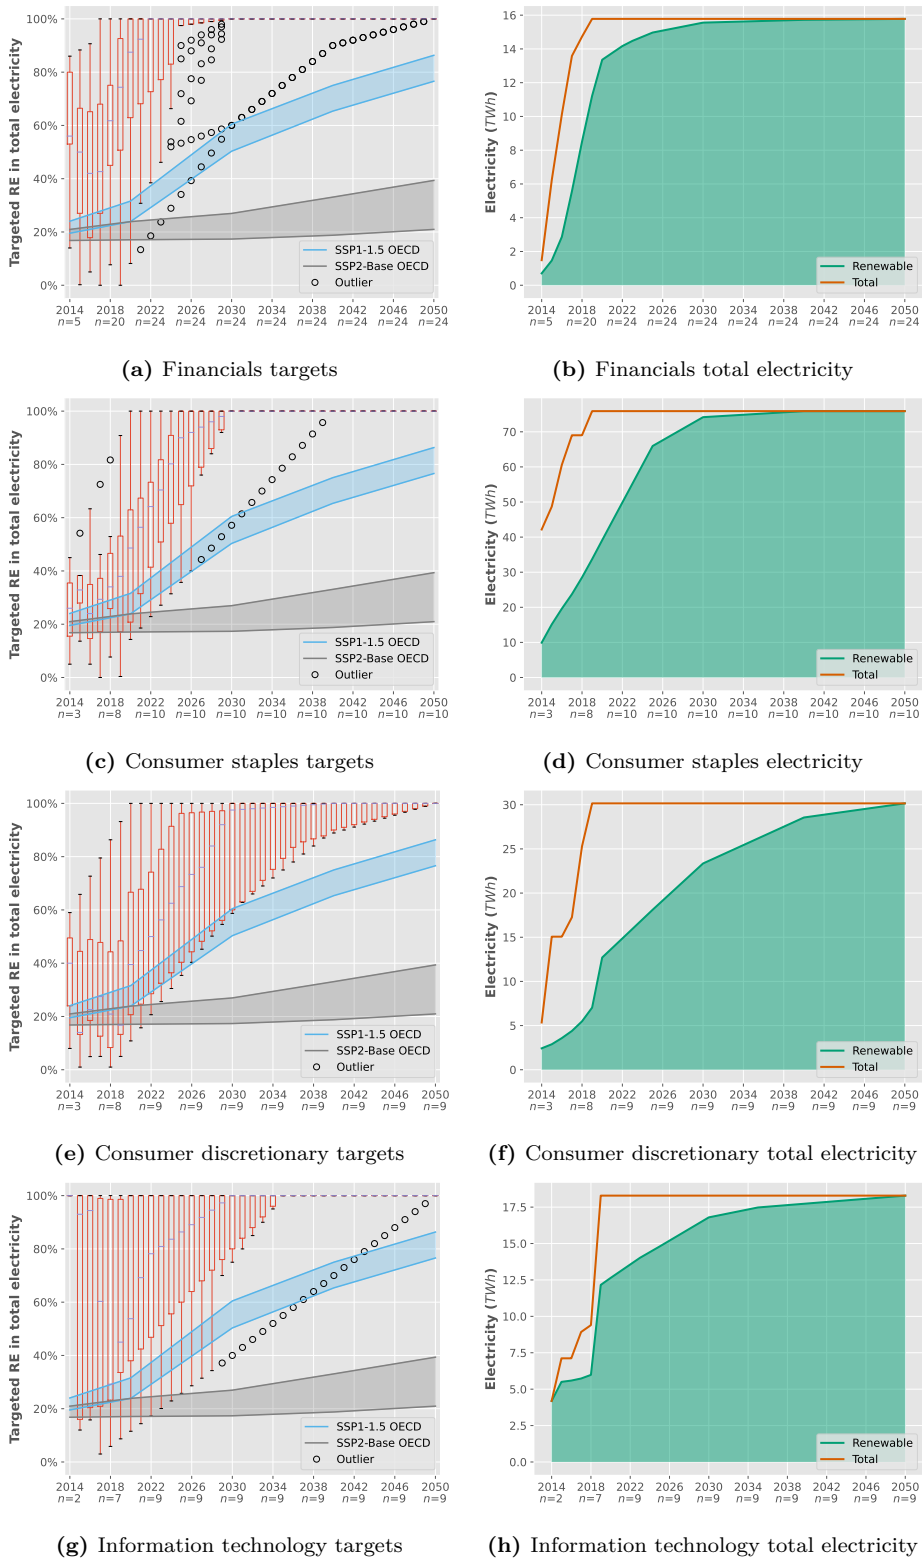 Targeted RE in total electricity
100%
80%
60%
40%
20%
0%
SSP1-1.5 OECD
SSP2-Base OECD
Outlier
2014 2018 2022 2026 2030 2034 2038 2042 2046 2050
n=5 n=20 n=24 n=24 n=24 n=24 n=24 n=24 n=24 n=24
(a) Financials targets
Electricity (TWh)
16
14
12
10
8
6
4
2
0
Renewable
Total
2014 2018 2022 2026 2030 2034 2038 2042 2046 2050
n=5 n=20 n=24 n=24 n=24 n=24 n=24 n=24 n=24 n=24
(b) Financials total electricity
Targeted RE in total electricity
100%
80%
60%
40%
20%
0%
SSP1-1.5 OECD
SSP2-Base OECD
Outlier
2014 2018 2022 2026 2030 2034 2038 2042 2046 2050
n=3 n=8 n=10 n=10 n=10 n=10 n=10 n=10 n=10 n=10
(c) Consumer staples targets
Electricity (TWh)
70
60
50
40
30
20
10
0
Renewable
Total
2014 2018 2022 2026 2030 2034 2038 2042 2046 2050
n=3 n=8 n=10 n=10 n=10 n=10 n=10 n=10 n=10 n=10
(d) Consumer staples electricity
Targeted RE in total electricity
100%
80%
60%
40%
20%
0%
SSP1-1.5 OECD
SSP2-Base OECD
Outlier
2014 2018 2022 2026 2030 2034 2038 2042 2046 2050
n=3 n=8 n=9 n=9 n=9 n=9 n=9 n=9 n=9 n=9
(e) Consumer discretionary targets
Electricity (TWh)
30
25
20
15
10
5
0
Renewable
Total
2014 2018 2022 2026 2030 2034 2038 2042 2046 2050
n=3 n=8 n=9 n=9 n=9 n=9 n=9 n=9 n=9 n=9
(f) Consumer discretionary total electricity
Targeted RE in total electricity
100%
80%
60%
40%
20%
0%
SSP1-1.5 OECD
SSP2-Base OECD
Outlier
2014 2018 2022 2026 2030 2034 2038 2042 2046 2050
n=2 n=7 n=9 n=9 n=9 n=9 n=9 n=9 n=9 n=9
(g) Information technology targets
Electricity (TWh)
17.5
15.0
12.5
10.0
7.5
5.0
2.5
0.0
Renewable
Total
2014 2018 2022 2026 2030 2034 2038 2042 2046 2050
n=2 n=7 n=9 n=9 n=9 n=9 n=9 n=9 n=9 n=9
(h) Information technology total electricity